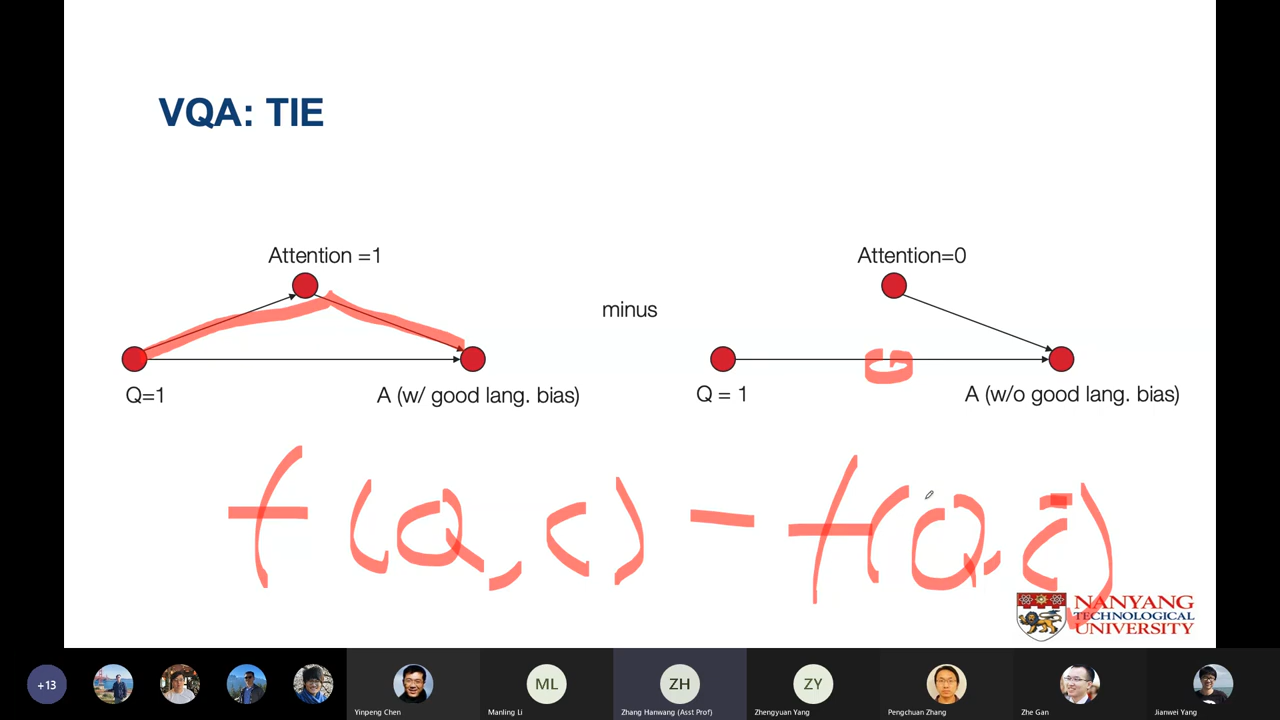 VQA: TIE
Attention =1
Attention=0
minus
Q=1
A (w/ good lang. bias)
Q = 1
A (w/o good lang. bias)
f(Q, c) - f(Q, c̄)
NANYANG
TECHNOLOGICAL
UNIVERSITY
+13
ML
ZH
ZY
Yinpeng Chen
Manling Li
Zhang Hanwang (Asst Prof)
Zhengyuan Yang
Pengchuan Zhang
Zhe Gan
Jianwei Yang